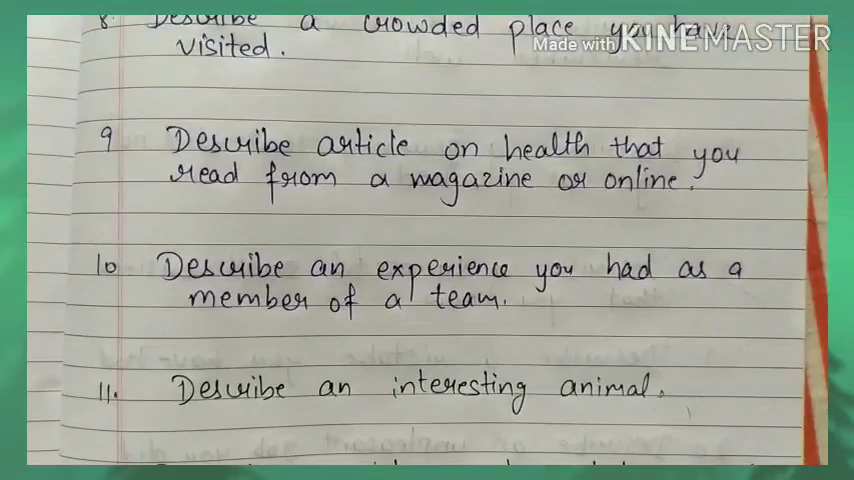 8. Describe a crowded place you have
Made with KINEMASTER
visited.
9 Describe article on health that you
read from a magazine or online.
10 Describe an experience you had as a
member of a team.
11. Describe an interesting animal.